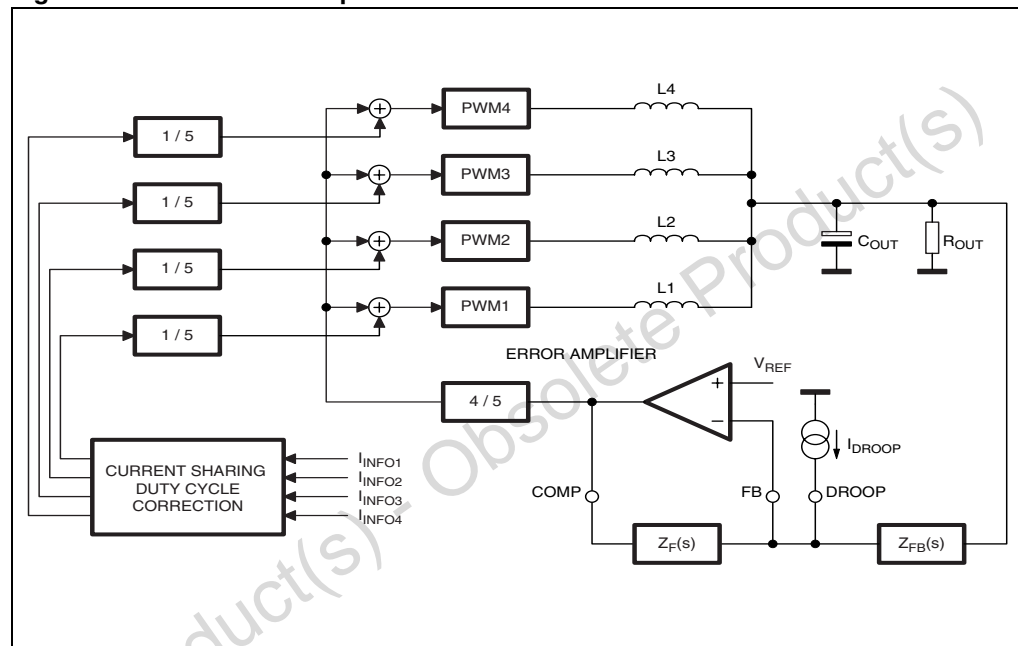 L4
PWM4
1 / 5
L3
PWM3
1 / 5
L2
PWM2
COUT
ROUT
1 / 5
L1
PWM1
1 / 5
ERROR AMPLIFIER
VREF
+
−
4 / 5
IDROOP
CURRENT SHARING
DUTY CYCLE
CORRECTION
IINFO1
IINFO2
IINFO3
IINFO4
COMP
FB
DROOP
ZF(s)
ZFB(s)
duct(s) - Obsolete Product(s)